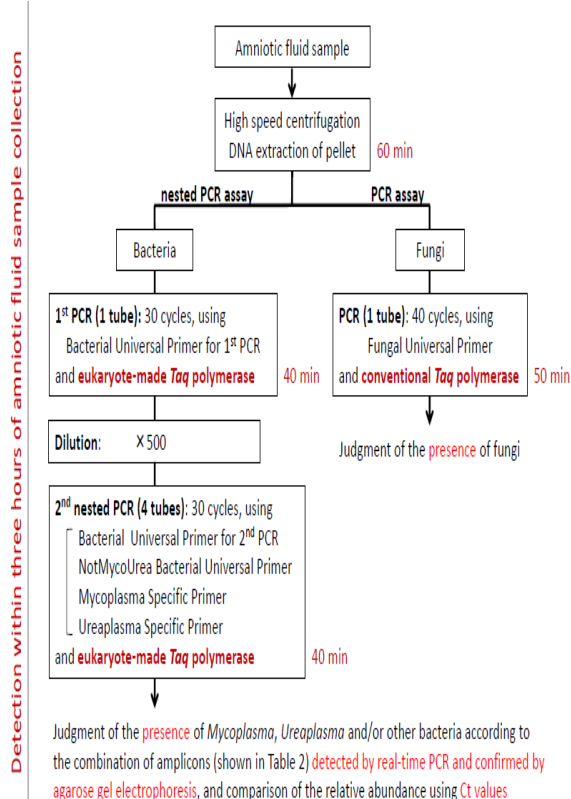 Detection within three hours of amniotic fluid sample collection
Amniotic fluid sample
High speed centrifugation
DNA extraction of pellet
60 min
nested PCR assay
PCR assay
Bacteria
Fungi
1st PCR (1 tube): 30 cycles, using
Bacterial Universal Primer for 1st PCR
and eukaryote-made Taq polymerase
40 min
PCR (1 tube): 40 cycles, using
Fungal Universal Primer
and conventional Taq polymerase
50 min
Dilution: ×500
Judgment of the presence of fungi
2nd nested PCR (4 tubes): 30 cycles, using
Bacterial Universal Primer for 2nd PCR
NotMycoUrea Bacterial Universal Primer
Mycoplasma Specific Primer
Ureaplasma Specific Primer
and eukaryote-made Taq polymerase
40 min
Judgment of the presence of Mycoplasma, Ureaplasma and/or other bacteria according to
the combination of amplicons (shown in Table 2) detected by real-time PCR and confirmed by
agarose gel electrophoresis, and comparison of the relative abundance using Ct values